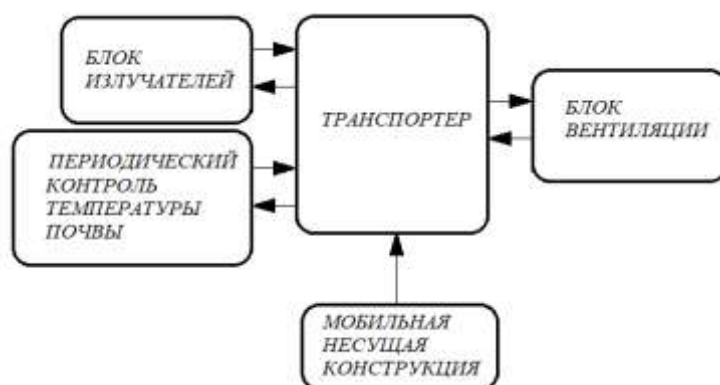 БЛОК
ИЗЛУЧАТЕЛЕЙ
ПЕРИОДИЧЕСКИЙ
КОНТРОЛЬ
ТЕМПЕРАТУРЫ
ПОЧВЫ
ТРАНСПОРТЕР
БЛОК
ВЕНТИЛЯЦИИ
МОБИЛЬНАЯ
НЕСУЩАЯ
КОНСТРУКЦИЯ